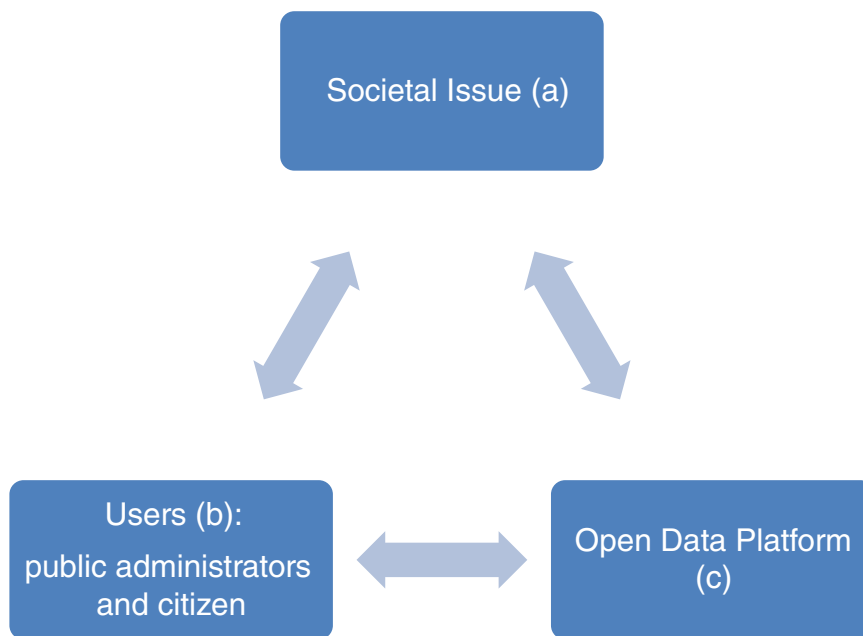 Societal Issue (a)
Users (b):
public administrators
and citizen
Open Data Platform
(c)